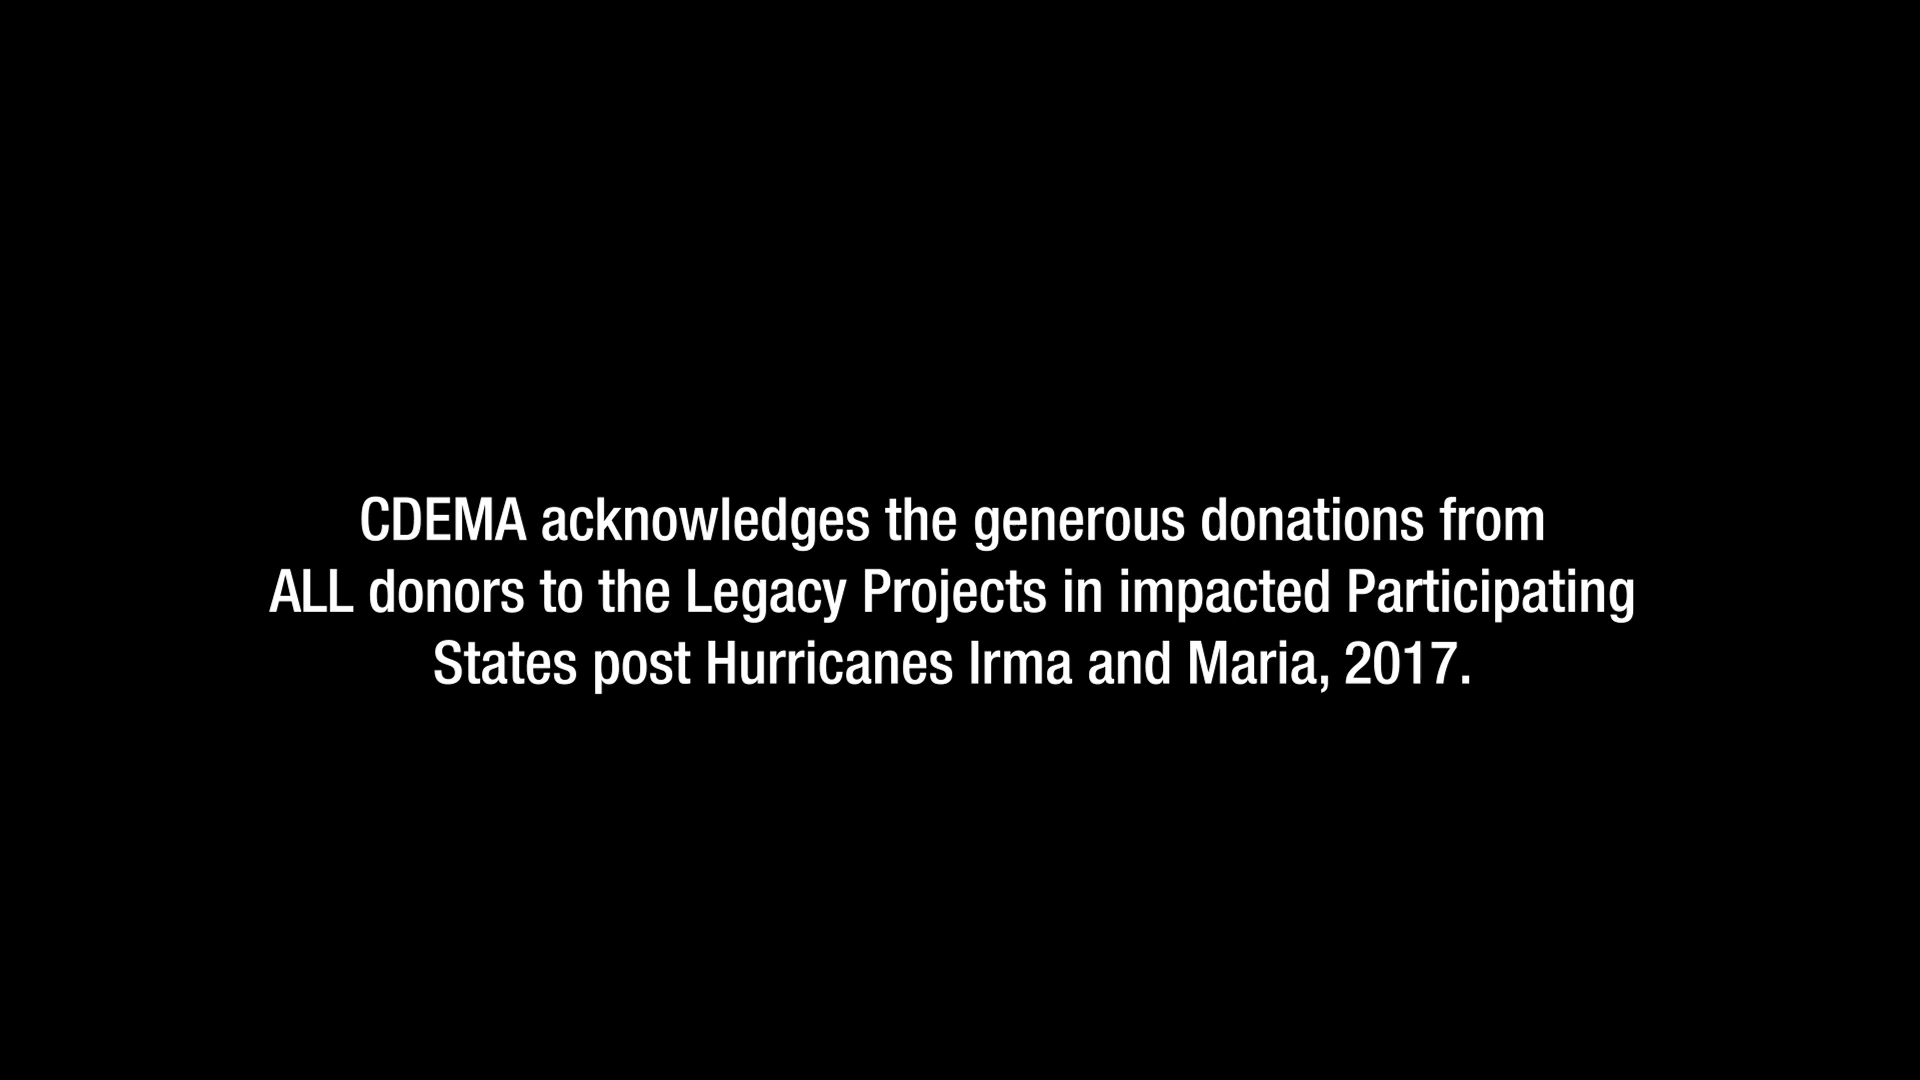 CDEMA acknowledges the generous donations from
ALL donors to the Legacy Projects in impacted Participating
States post Hurricanes Irma and Maria, 2017.